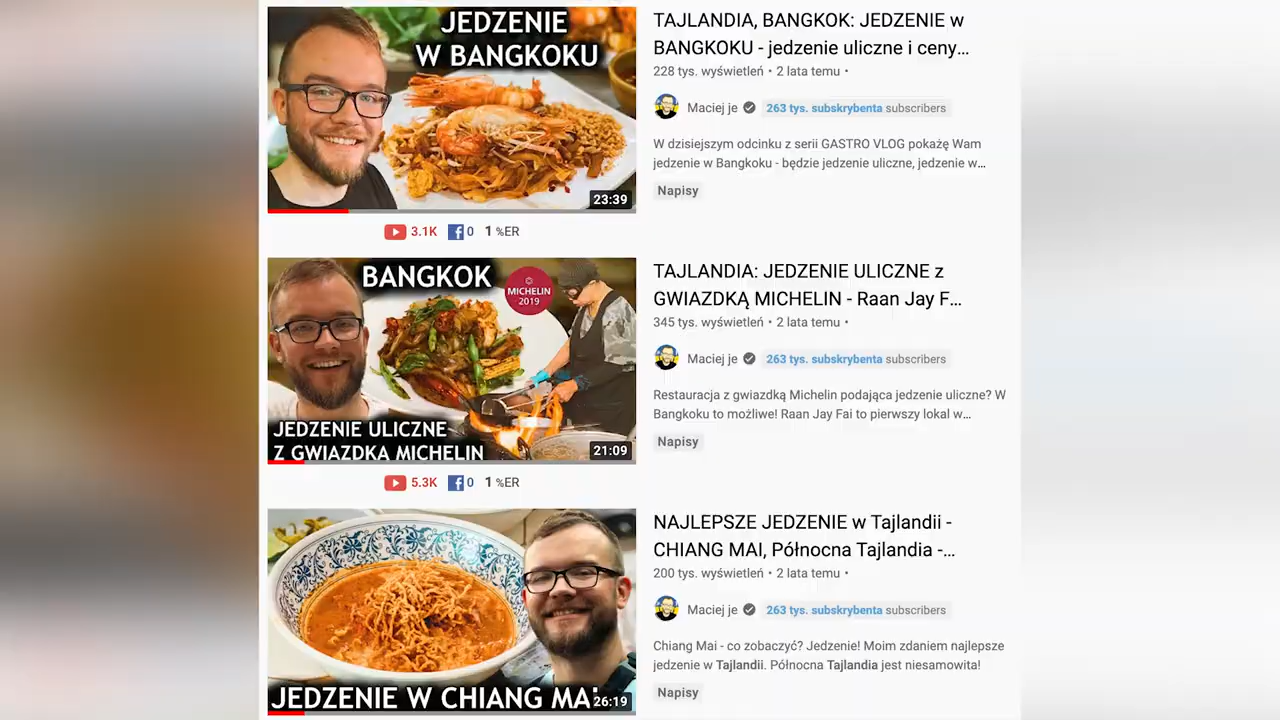 JEDZENIE
W BANGKOKU
23:39
TAJLANDIA, BANGKOK: JEDZENIE w
BANGKOKU - jedzenie uliczne i ceny...
228 tys. wyświetleń • 2 lata temu •
Maciej je
263 tys. subskrybenta subscribers
W dzisiejszym odcinku z serii GASTRO VLOG pokażę Wam
jedzenie w Bangkoku - będzie jedzenie uliczne, jedzenie w...
Napisy
3.1K 0 1 %ER
BANGKOK
MICHELIN
2019
JEDZENIE ULICZNE
Z GWIAZDKA MICHELIN
21:09
TAJLANDIA: JEDZENIE ULICZNE z
GWIAZDKĄ MICHELIN - Raan Jay F...
345 tys. wyświetleń • 2 lata temu •
Maciej je
263 tys. subskrybenta subscribers
Restauracja z gwiazdką Michelin podająca jedzenie uliczne? W
Bangkoku to możliwe! Raan Jay Fai to pierwszy lokal w...
Napisy
5.3K 0 1 %ER
JEDZENIE W CHIANG MAI
26:19
NAJLEPSZE JEDZENIE w Tajlandii -
CHIANG MAI, Północna Tajlandia -...
200 tys. wyświetleń • 2 lata temu •
Maciej je
263 tys. subskrybenta subscribers
Chiang Mai - co zobaczyć? Jedzenie! Moim zdaniem najlepsze
jedzenie w Tajlandii. Północna Tajlandia jest niesamowita!
Napisy